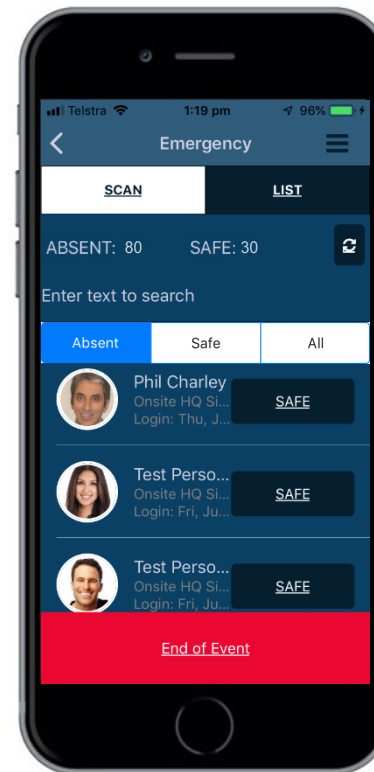 Telstra 1:19 pm 96%
Emergency
SCAN LIST
ABSENT: 80 SAFE: 30
Enter text to search
Absent Safe All
Phil Charley
Onsite HQ Si...
Login: Thu, J...
SAFE
Test Perso...
Onsite HQ Si...
Login: Fri, Ju...
SAFE
Test Perso...
Onsite HQ Si...
Login: Fri, Ju...
SAFE
End of Event